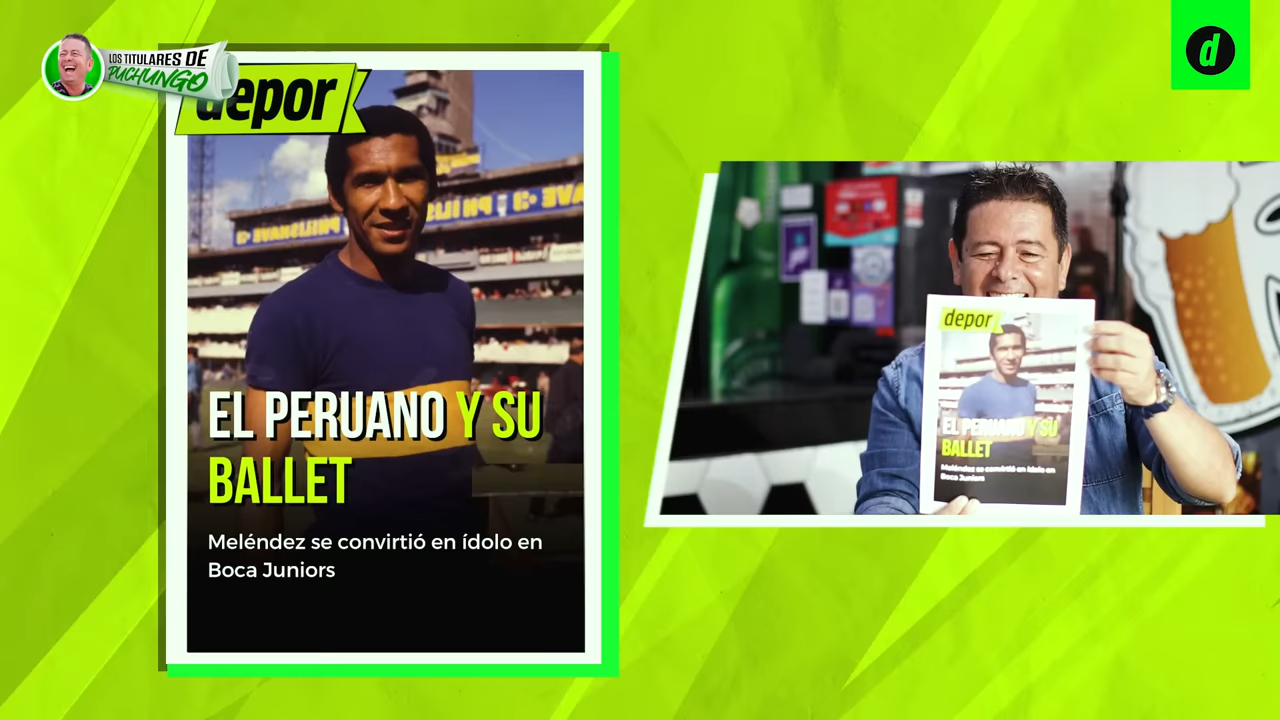 LOS TITULARES DE
PUCHUNGO
depor
EL PERUANO Y SU
BALLET
Meléndez se convirtió en ídolo en
Boca Juniors
d
depor
EL PERUANO Y SU
BALLET
Meléndez se convirtió en ídolo en
Boca Juniors